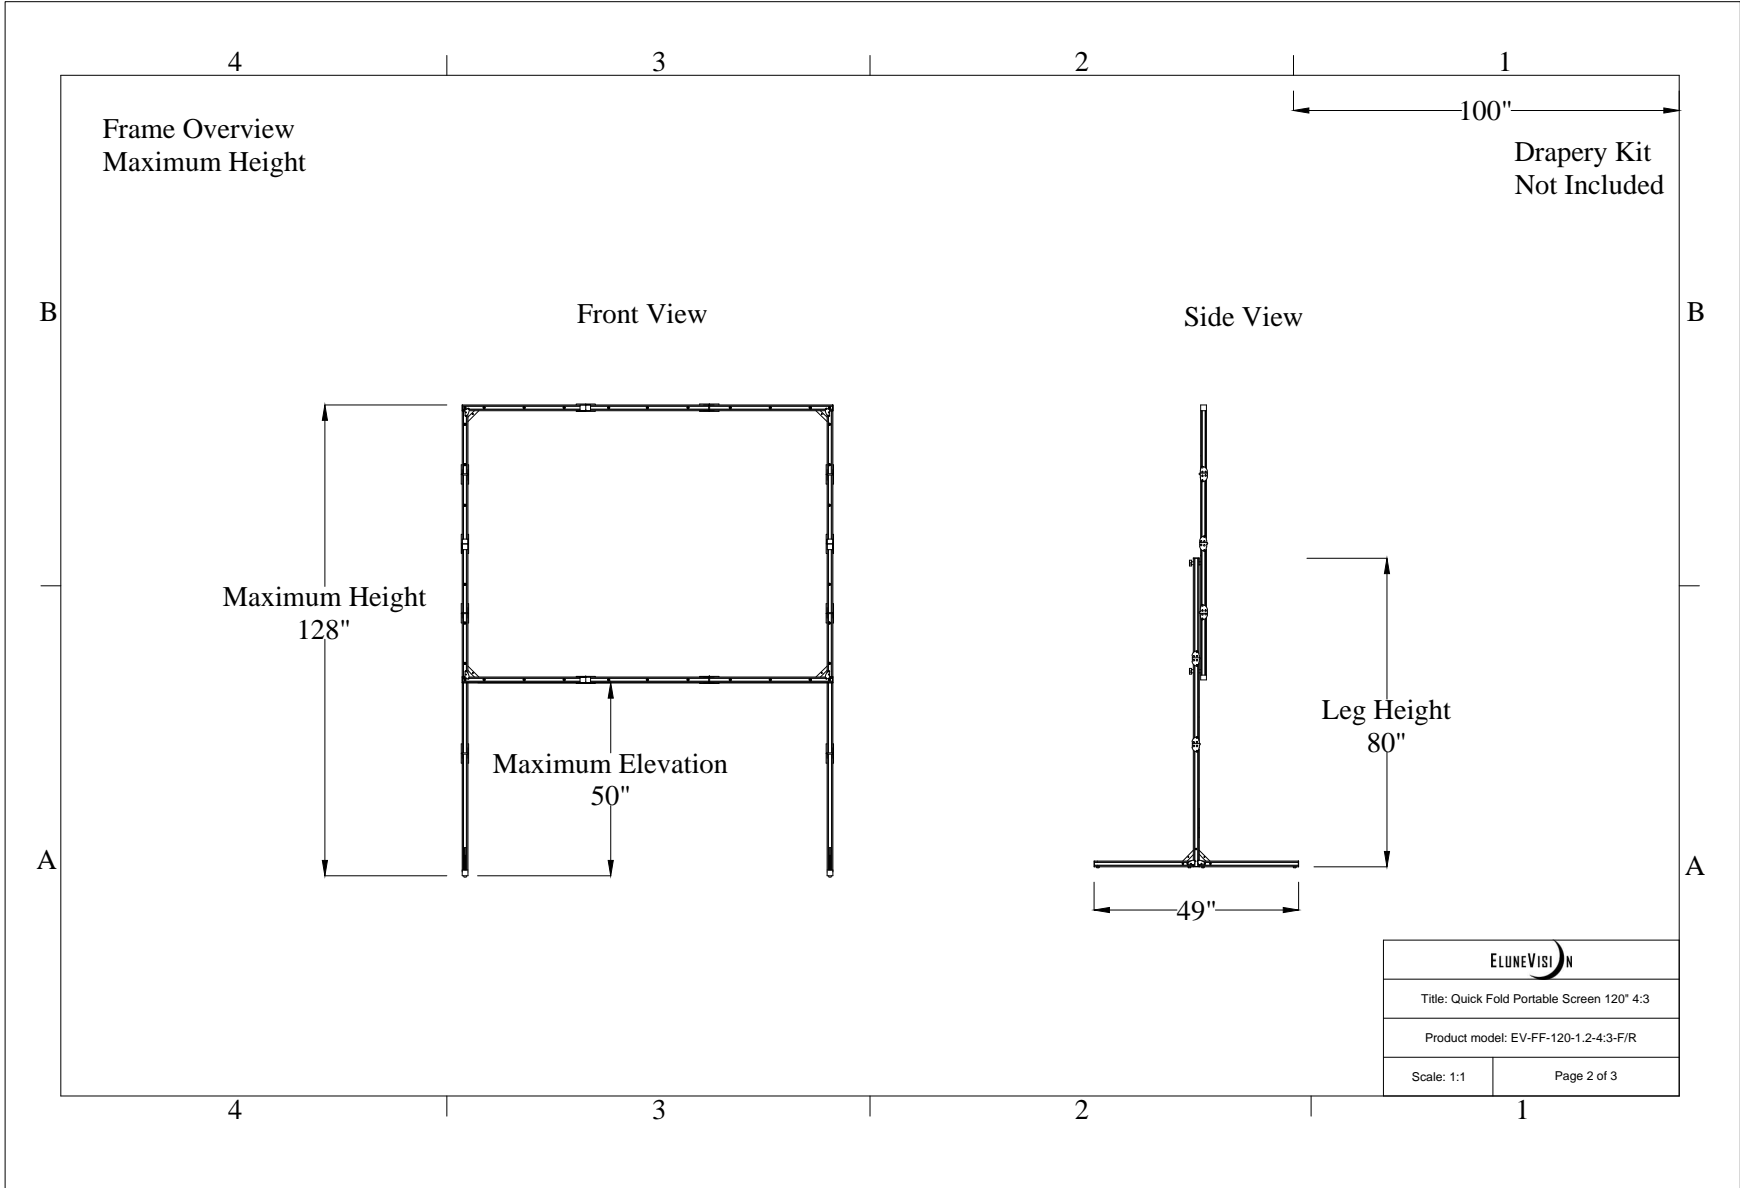 4 3 2 1
100"
Frame Overview
Maximum Height
Drapery Kit
Not Included
B B
Front View
Side View
Maximum Height
128"
Maximum Elevation
50"
Leg Height
80"
A A
49"
ELUNEVISION
Title: Quick Fold Portable Screen 120" 4:3
Product model: EV-FF-120-1.2-4:3-F/R
Scale: 1:1 Page 2 of 3
4 3 2 1